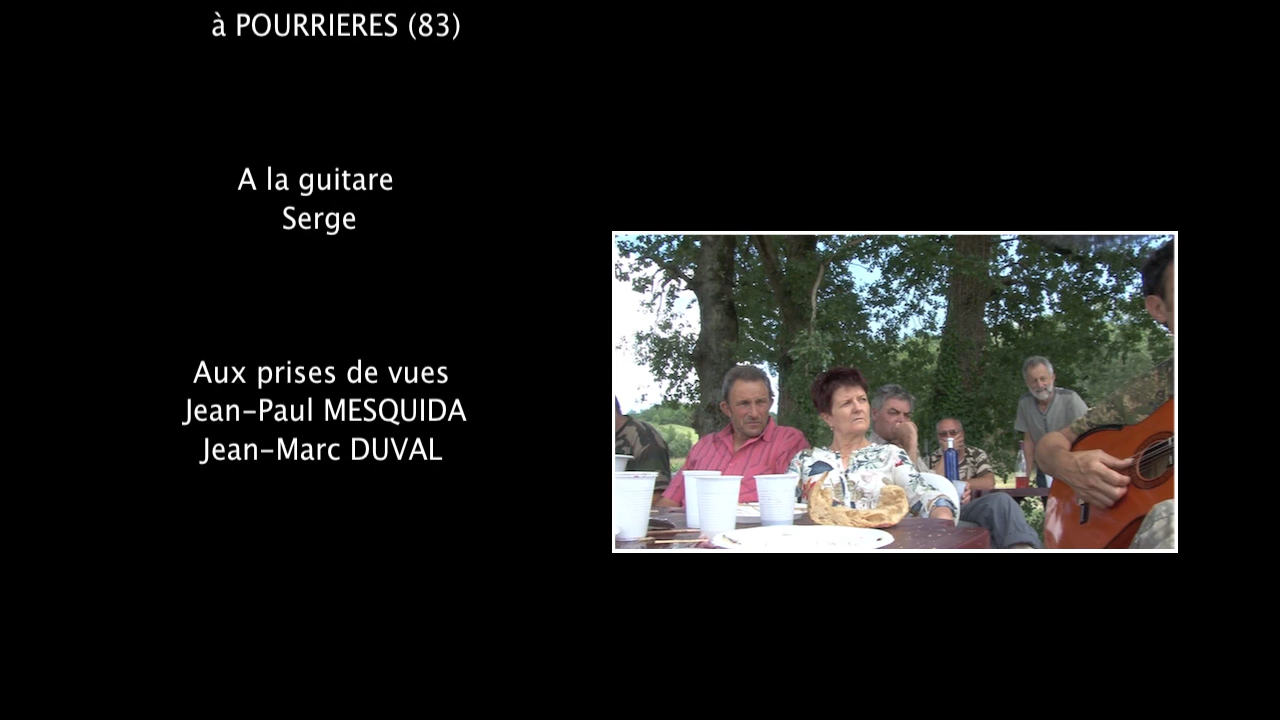 à POURRIERES (83)
A la guitare
Serge
Aux prises de vues
Jean-Paul MESQUIDA
Jean-Marc DUVAL